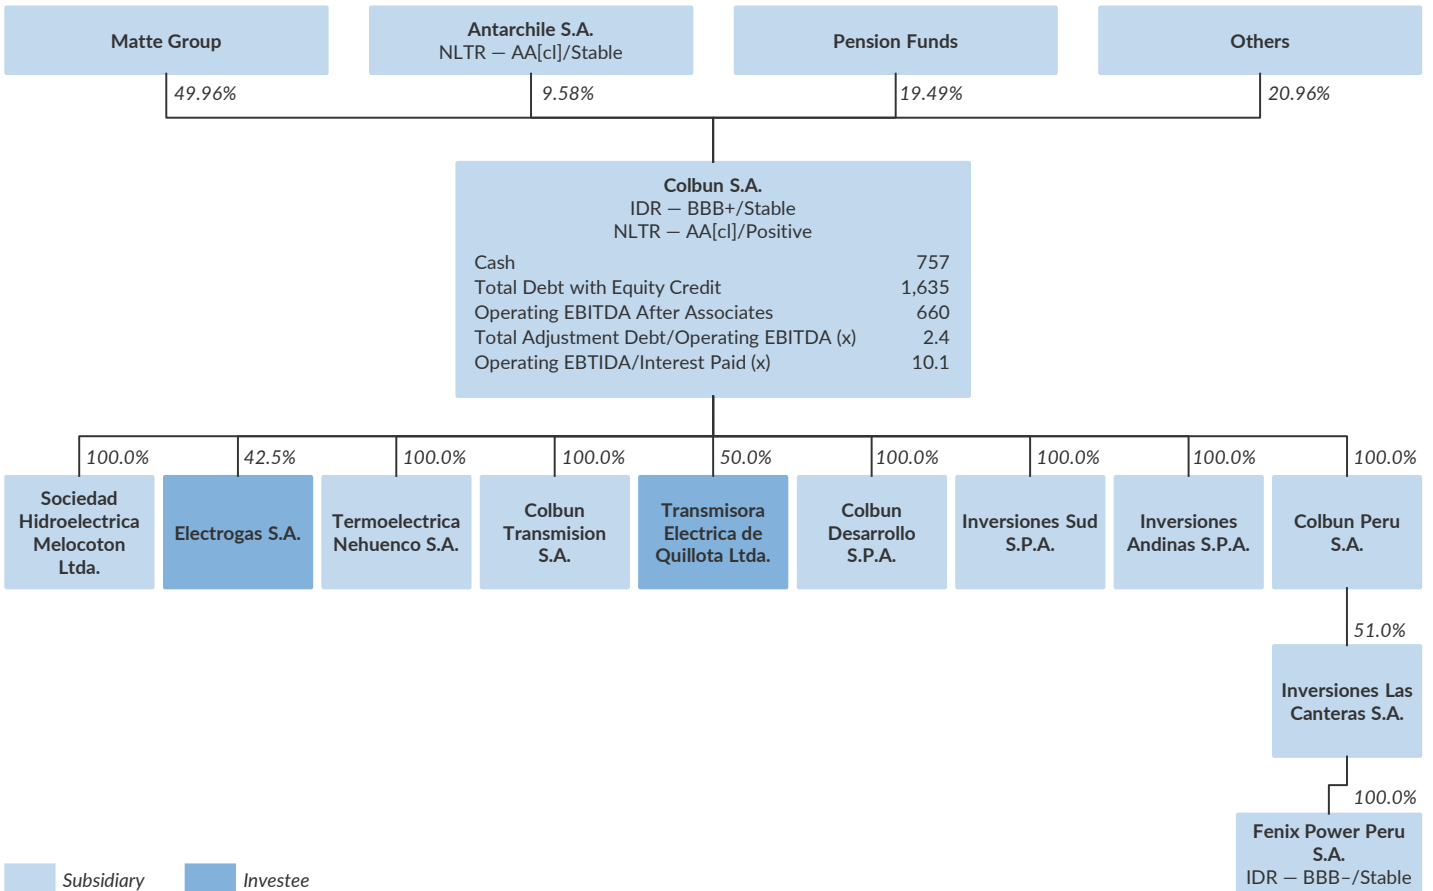 Matte Group
Antarchile S.A.
NLTR — AA[cl]/Stable
Pension Funds
Others
49.96%
9.58%
19.49%
20.96%
Colbun S.A.
IDR — BBB+/Stable
NLTR — AA[cl]/Positive
Cash 757
Total Debt with Equity Credit 1,635
Operating EBITDA After Associates 660
Total Adjustment Debt/Operating EBITDA (x) 2.4
Operating EBTIDA/Interest Paid (x) 10.1
100.0%
42.5%
100.0%
100.0%
50.0%
100.0%
100.0%
100.0%
100.0%
Sociedad
Hidroelectrica
Melocoton
Ltda.
Electrogas S.A.
Termoelectrica
Nehuenco S.A.
Colbun
Transmision
S.A.
Transmisora
Electrica de
Quillota Ltda.
Colbun
Desarrollo
S.P.A.
Inversiones Sud
S.P.A.
Inversiones
Andinas S.P.A.
Colbun Peru
S.A.
51.0%
Inversiones Las
Canteras S.A.
100.0%
Fenix Power Peru
S.A.
IDR — BBB−/Stable
Subsidiary
Investee